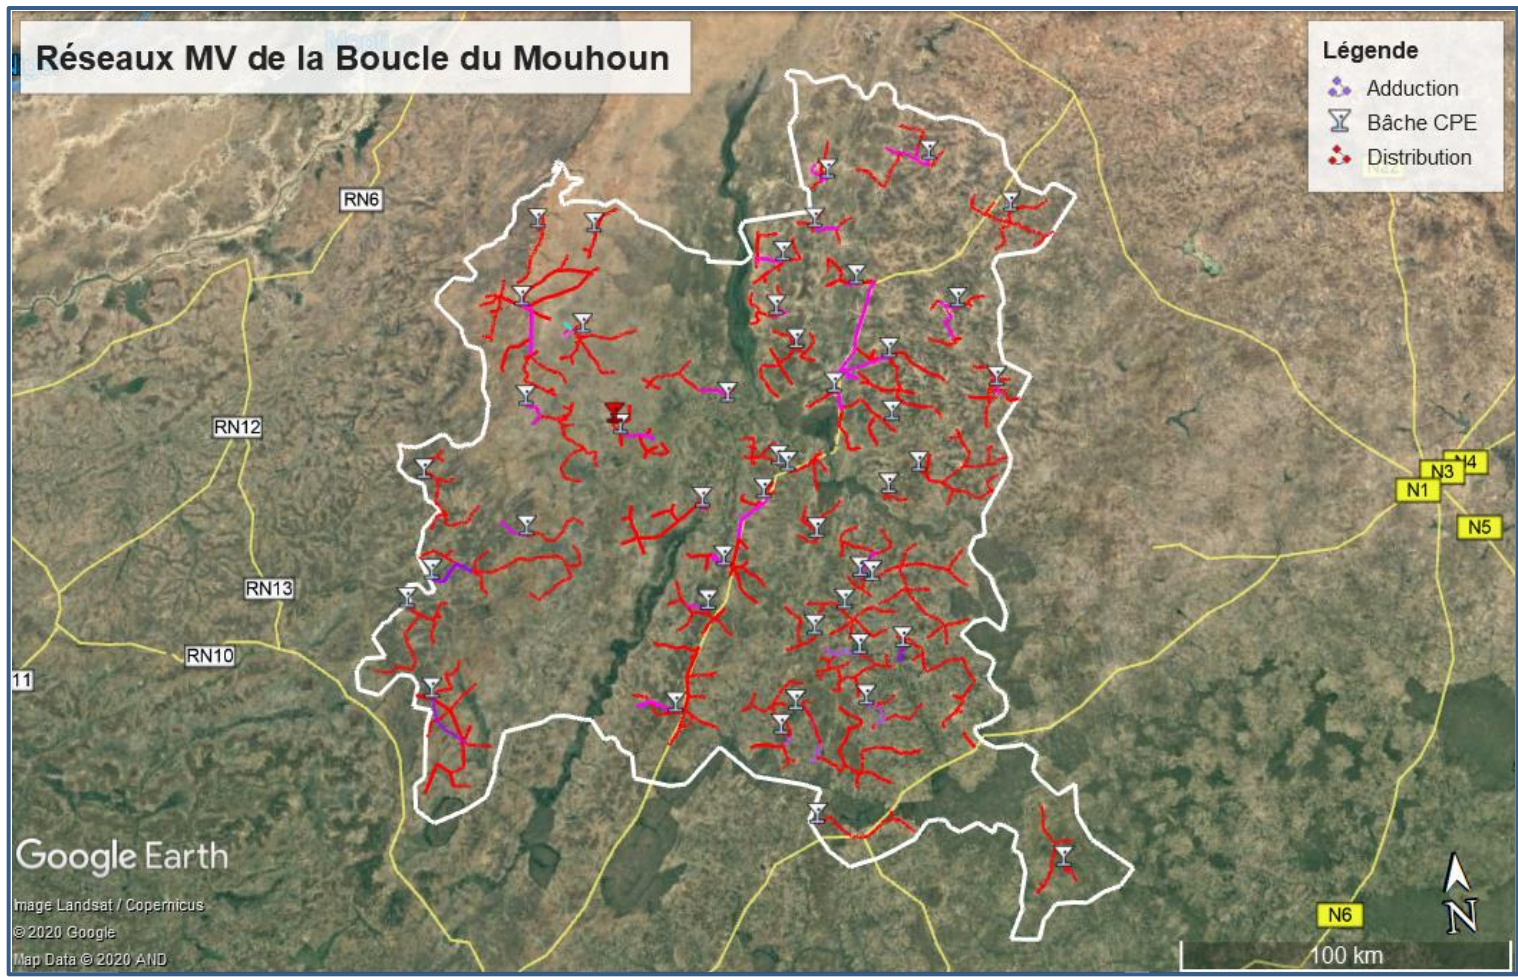 Réseaux MV de la Boucle du Mouhoun
Légende
Adduction
Bâche CPE
Distribution
RN6
RN12
N4
N3
N1
N5
RN13
RN10
11
N6
Google Earth
Image Landsat / Copernicus
© 2020 Google
Map Data © 2020 AND
N
100 km